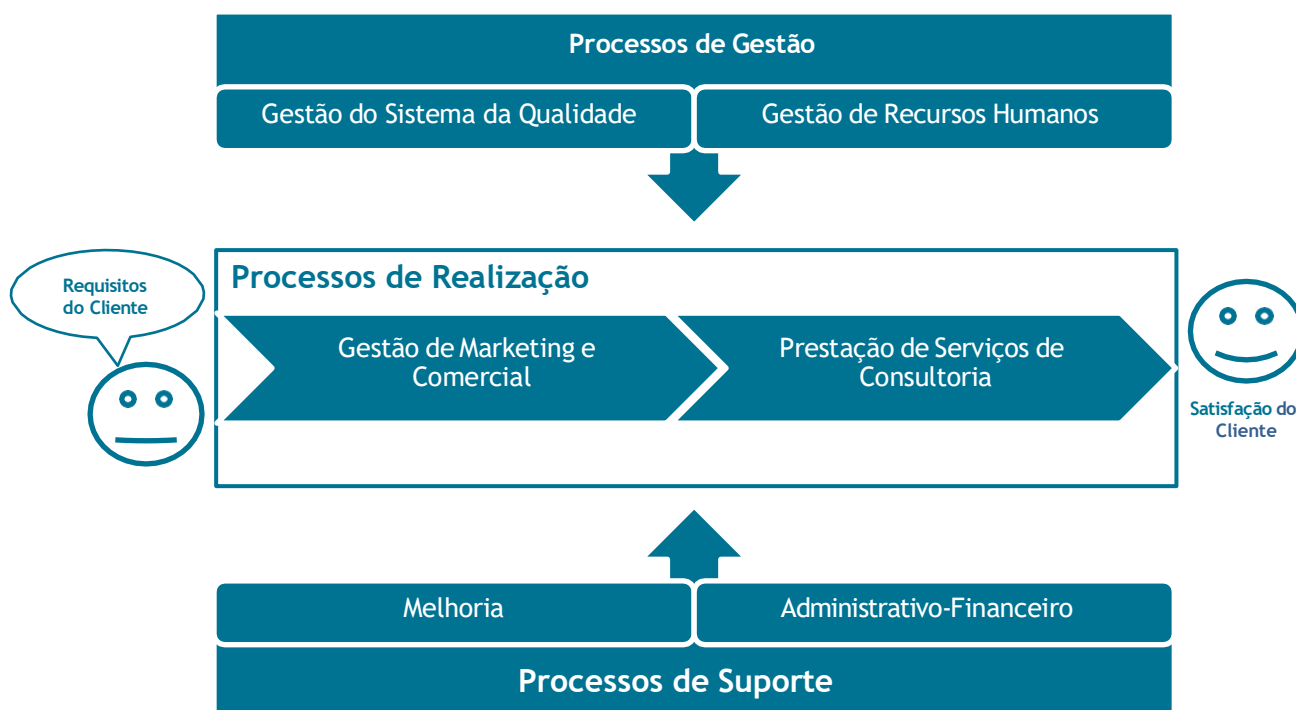 Processos de Gestão
Gestão do Sistema da Qualidade
Gestão de Recursos Humanos
Requisitos
do Cliente
Processos de Realização
Gestão de Marketing e
Comercial
Prestação de Serviços de
Consultoria
Satisfação do
Cliente
Melhoria
Administrativo-Financeiro
Processos de Suporte